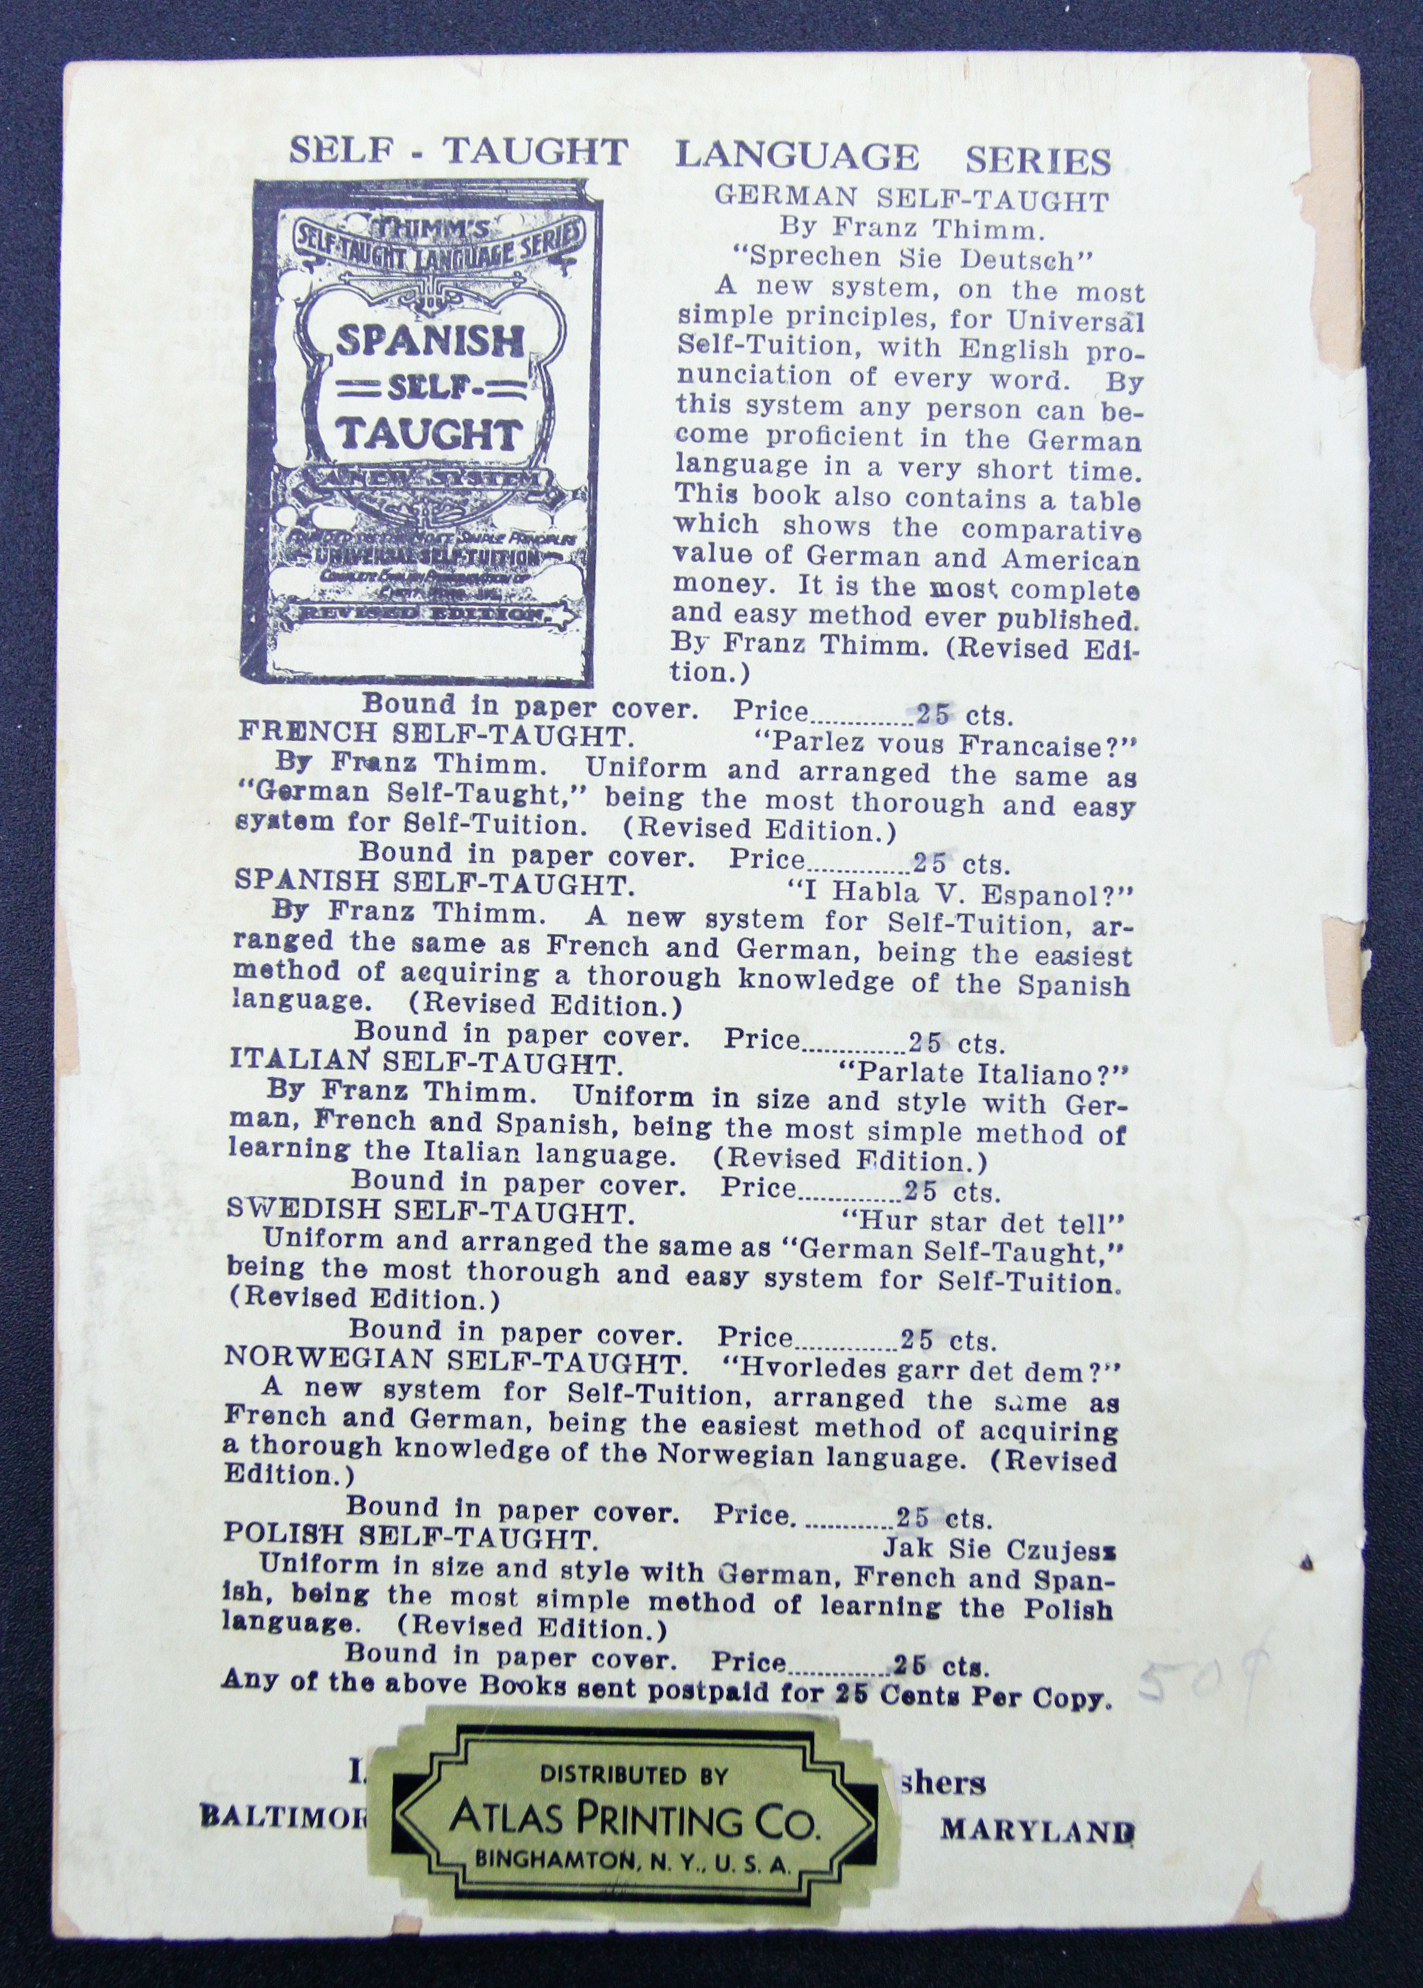 SELF - TAUGHT LANGUAGE SERIES
THIMM'S
SELF-TAUGHT LANGUAGE SERIES
SPANISH
SELF-
TAUGHT
A NEW SYSTEM
FOUNDED ON THE MOST SIMPLE PRINCIPLES
UNIVERSAL SELF-TUITION
REVISED EDITION.
GERMAN SELF-TAUGHT
By Franz Thimm.
“Sprechen Sie Deutsch”
A new system, on the most
simple principles, for Universal
Self-Tuition, with English pro-
nunciation of every word. By
this system any person can be-
come proficient in the German
language in a very short time.
This book also contains a table
which shows the comparative
value of German and American
money. It is the most complete
and easy method ever published.
By Franz Thimm. (Revised Edi-
tion.)
Bound in paper cover. Price.............25 cts.
FRENCH SELF-TAUGHT. “Parlez vous Francaise?”
By Franz Thimm. Uniform and arranged the same as
“German Self-Taught,” being the most thorough and easy
system for Self-Tuition. (Revised Edition.)
Bound in paper cover. Price.............25 cts.
SPANISH SELF-TAUGHT. “I Habla V. Espanol?”
By Franz Thimm. A new system for Self-Tuition, ar-
ranged the same as French and German, being the easiest
method of aequiring a thorough knowledge of the Spanish
language. (Revised Edition.)
Bound in paper cover. Price.............25 cts.
ITALIAN SELF-TAUGHT. “Parlate Italiano?”
By Franz Thimm. Uniform in size and style with Ger-
man, French and Spanish, being the most simple method of
learning the Italian language. (Revised Edition.)
Bound in paper cover. Price.............25 cts.
SWEDISH SELF-TAUGHT. “Hur star det tell”
Uniform and arranged the same as “German Self-Taught,”
being the most thorough and easy system for Self-Tuition.
(Revised Edition.)
Bound in paper cover. Price.............25 cts.
NORWEGIAN SELF-TAUGHT. “Hvorledes garr det dem?”
A new system for Self-Tuition, arranged the same as
French and German, being the easiest method of acquiring
a thorough knowledge of the Norwegian language. (Revised
Edition.)
Bound in paper cover. Price. ...........25 cts.
POLISH SELF-TAUGHT. Jak Sie Czujesz
Uniform in size and style with German, French and Span-
ish, being the most simple method of learning the Polish
language. (Revised Edition.)
Bound in paper cover. Price.............25 cts.
Any of the above Books sent postpaid for 25 Cents Per Copy.
50¢
I. shers
BALTIMOR MARYLAND
DISTRIBUTED BY
ATLAS PRINTING CO.
BINGHAMTON, N. Y., U. S. A.